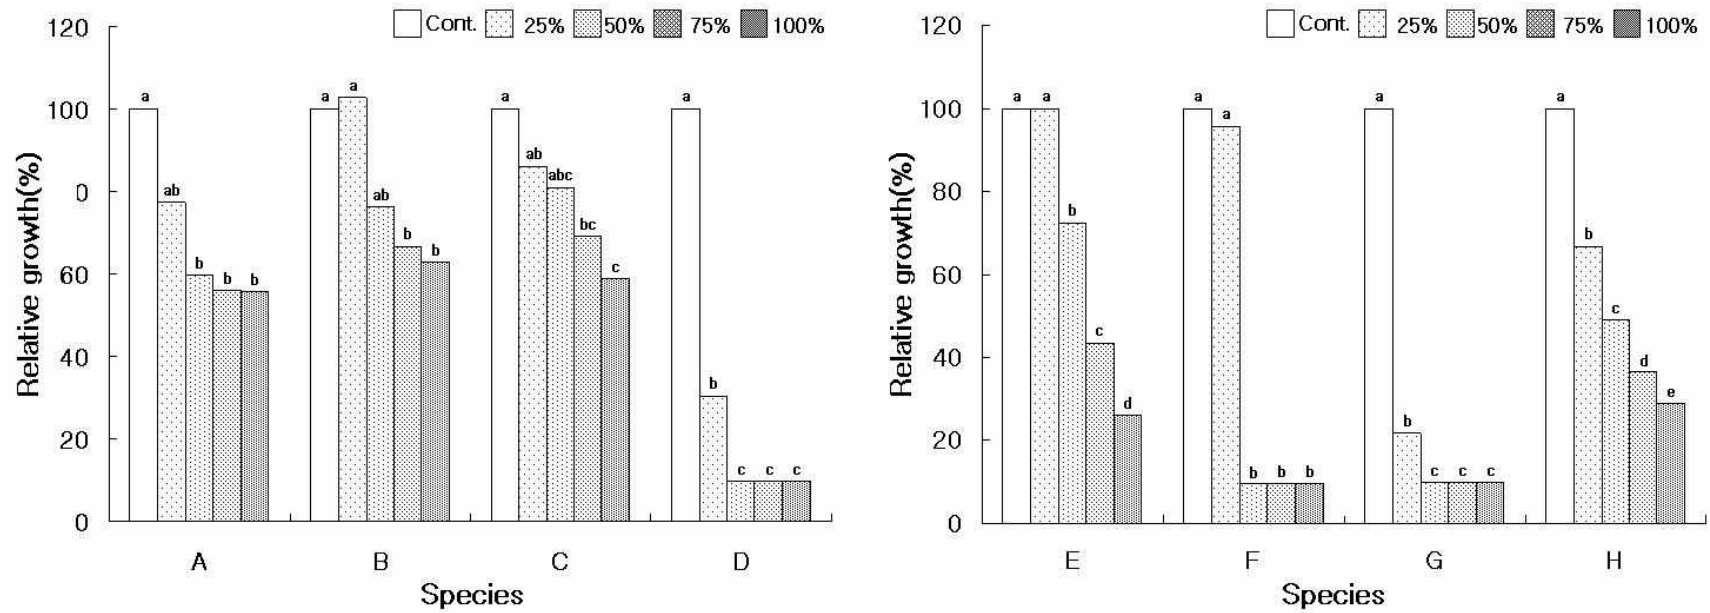 Cont. 25% 50% 75% 100%
120
100
0
60
40
20
0
Relative growth(%)
a ab b b b
a a ab b b
a ab abc bc c
a b c c c
A B C D
Species
Cont. 25% 50% 75% 100%
120
100
80
60
40
20
0
Relative growth(%)
a a b c d
a a b b b
a b c c c
a b c d e
E F G H
Species